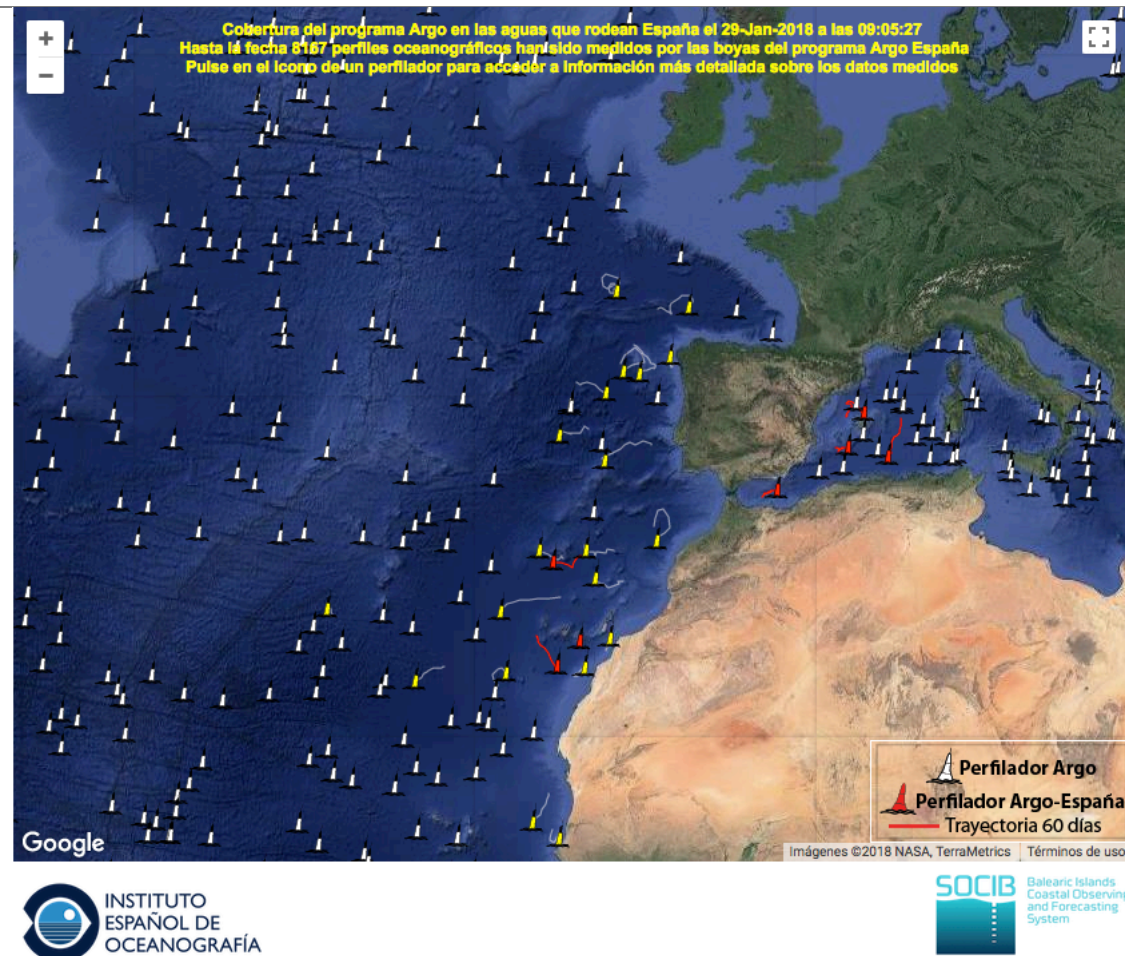 Cobertura del programa Argo en las aguas que rodean España el 29-Jan-2018 a las 09:05:27
Hasta la fecha 8167 perfiles oceanográficos han sido medidos por las boyas del programa Argo España
Pulse en el icono de un perfilador para acceder a información más detallada sobre los datos medidos
+
−
Perfilador Argo
Perfilador Argo-España
Trayectoria 60 días
Google
Imágenes ©2018 NASA, TerraMetrics
Términos de uso
INSTITUTO
ESPAÑOL DE
OCEANOGRAFÍA
SOCIB
Balearic Islands
Coastal Observing
and Forecasting
System